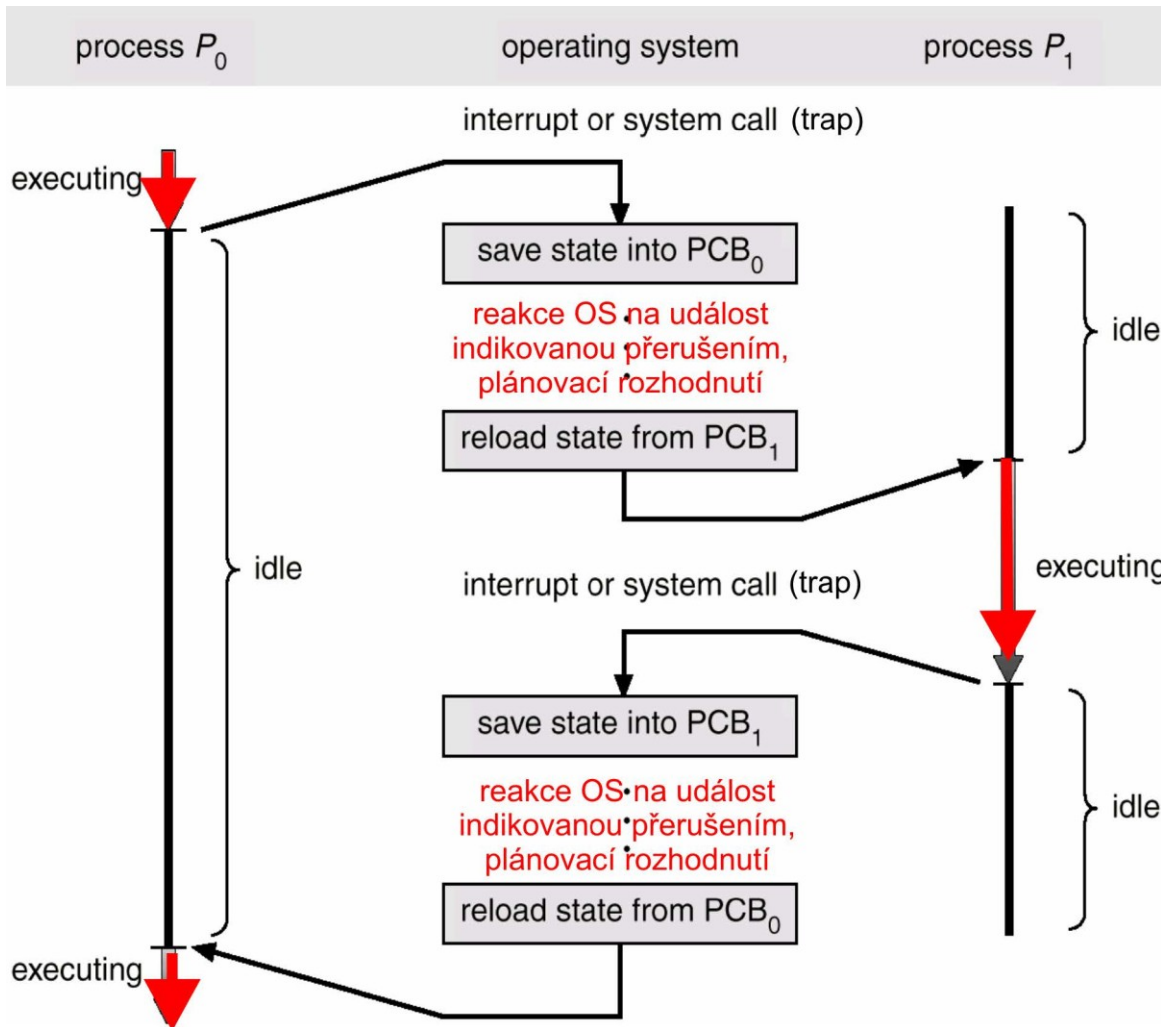 process P0
operating system
process P1
interrupt or system call (trap)
executing
save state into PCB0
reakce OS na událost
indikovanou přerušením,
plánovací rozhodnutí
idle
reload state from PCB1
idle
executing
interrupt or system call (trap)
save state into PCB1
reakce OS na událost
indikovanou přerušením,
plánovací rozhodnutí
idle
reload state from PCB0
executing